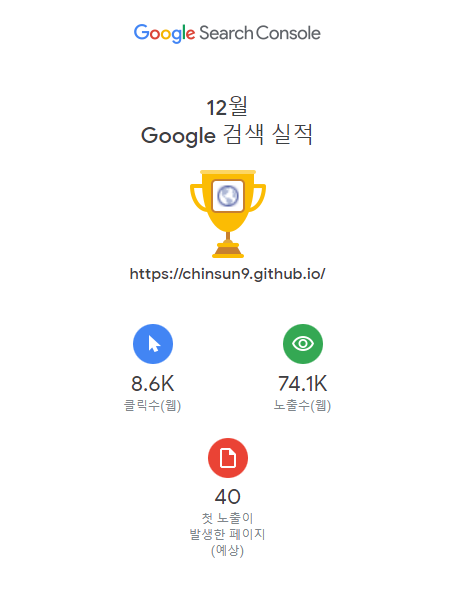 Google Search Console
12월
Google 검색 실적
https://chinsun9.github.io/
8.6K
클릭수(웹)
74.1K
노출수(웹)
40
첫 노출이
발생한 페이지
(예상)